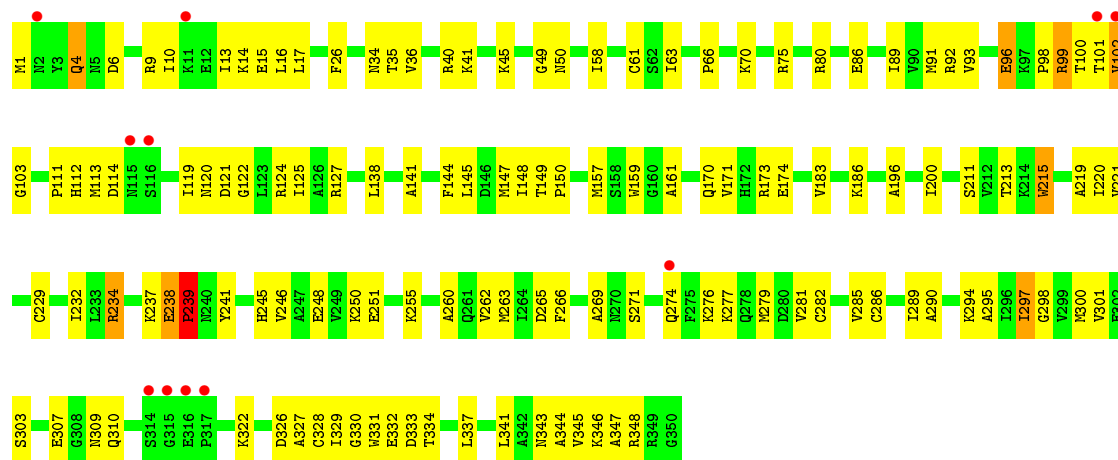 M1 N2 Y3 Q4 N5 D6 R9 I10 K11 E12 I13 K14 E15 L16 L17 F26 N34 T35 V36 R40 K41 K45 G49 N50 I58 C61 S62 I63 P66 K70 R75 R80 E86 I89 V90 M91 R92 V93 E96 K97 P98 R99 T100 T101
G103 P111 H112 M113 D114 N115 S116 I119 N120 D121 G122 L123 R124 I125 A126 R127 L138 A141 F144 L145 D146 M147 I148 T149 P150 M157 S158 W159 G160 A161 Q170 V171 H172 R173 E174 V183 K186 A196 I200 S211 V212 T213 K214 W215 A219 I220
C229 I232 L233 R234 K237 E238 P239 N240 Y241 H245 V246 A247 E248 V249 K250 E251 K255 A260 Q261 V262 M263 I264 D265 F266 A269 N270 S271 Q274 F275 K276 K277 Q278 M279 D280 V281 C282 V285 C286 I289 A290 K294 A295 I296 I297 G298 V299 M300 V301
S303 E307 G308 N309 Q310 S314 G315 E316 P317 K322 D326 A327 G328 I329 G330 W331 E332 D333 T334 L337 L341 A342 N343 A344 V345 K346 A347 R348 R349 G350